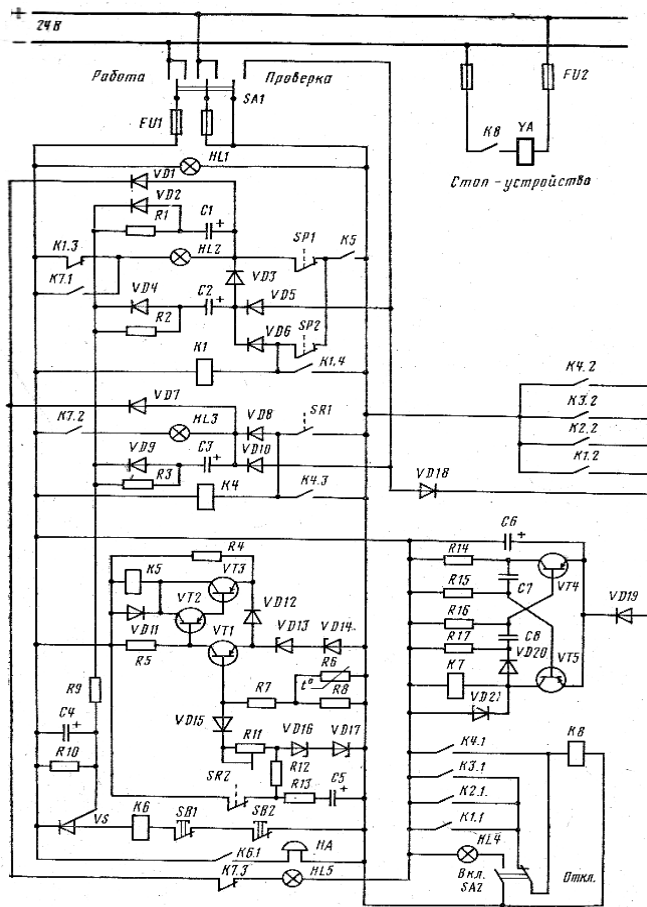 +
−
24 В
Работа
Проверка
SA1
FU1
FU2
K8
YA
Стоп-устройства
HL1
VD1
VD2
C1
+
R1
K1.3
HL2
SP1
K5
K7.1
VD3
VD4
C2
+
VD5
R2
VD6
SP2
K1
K1.4
K4.2
VD7
K3.2
K7.2
HL3
VD8
SR1
K2.2
VD9
C3
+
VD10
K1.2
R3
K4
K4.3
VD18
C6
+
R4
R14
K5
VT3
R15
C7
VT4
VT2
VD12
R16
VD19
VD11
VT1
VD13
VD14
R17
C8
R5
VD20
R6
t°
K7
VT5
R9
R7
R8
VD21
C4
+
VD15
R11
VD16
VD17
K4.1
K8
R10
R12
K3.1
SR2
R13
C5
+
K2.1
VS
K6
SB1
SB2
K1.1
HL4
K6.1
HA
K7.3
HL5
Вкл.
SA2
Откл.